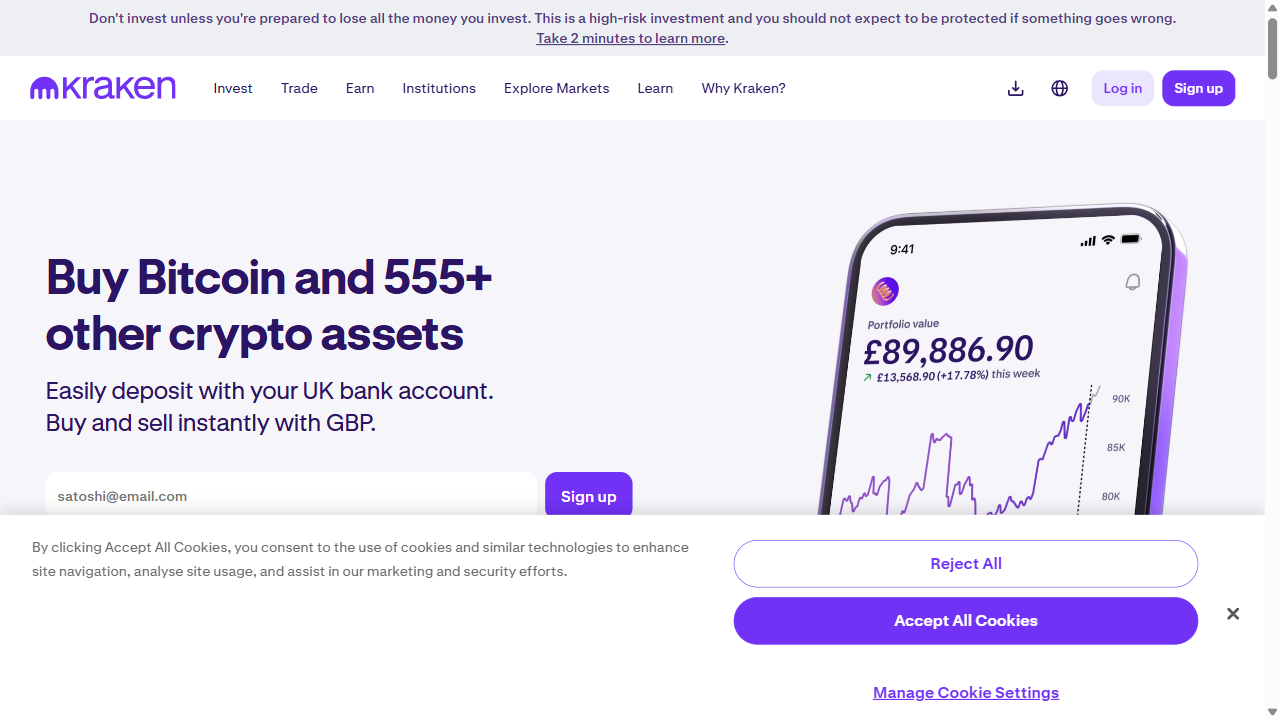 Don't invest unless you're prepared to lose all the money you invest. This is a high-risk investment and you should not expect to be protected if something goes wrong.
Take 2 minutes to learn more.
kraken
Invest
Trade
Earn
Institutions
Explore Markets
Learn
Why Kraken?
Log in
Sign up
9:41
Portfolio value
£89,886.90
£13,568.90 (+17.78%) this week
90K
85K
80K
Buy Bitcoin and 555+
other crypto assets
Easily deposit with your UK bank account.
Buy and sell instantly with GBP.
satoshi@email.com
Sign up
By clicking Accept All Cookies, you consent to the use of cookies and similar technologies to enhance
site navigation, analyse site usage, and assist in our marketing and security efforts.
Reject All
Accept All Cookies
Manage Cookie Settings